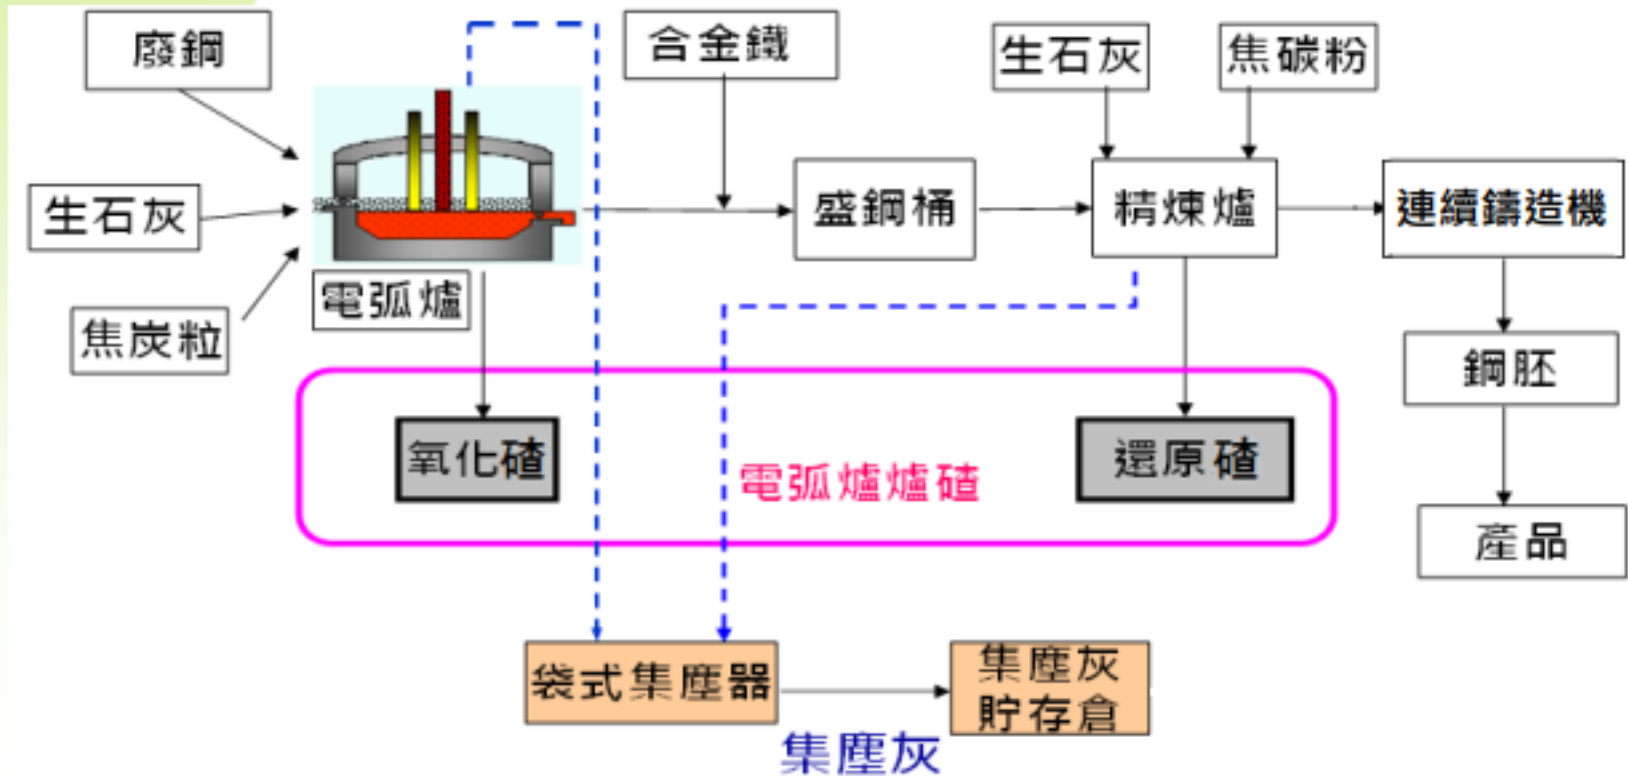 廢鋼
合金鐵
生石灰
焦碳粉
生石灰
盛鋼桶
精煉爐
連續鑄造機
電弧爐
焦炭粒
鋼胚
氧化碴
電弧爐爐碴
還原碴
產品
袋式集塵器
集塵灰
貯存倉
集塵灰